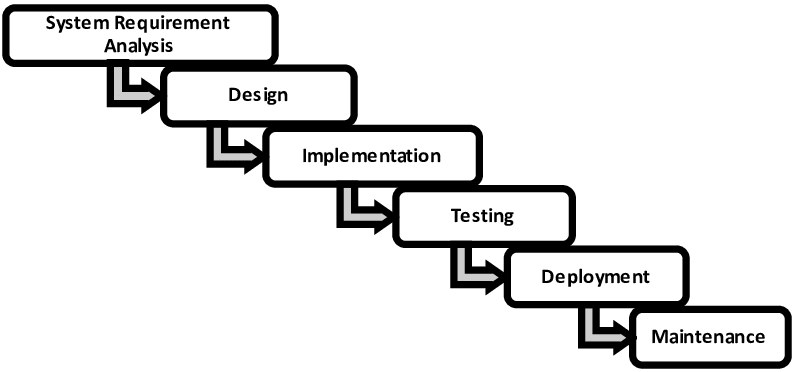 System Requirement
Analysis
Design
Implementation
Testing
Deployment
Maintenance